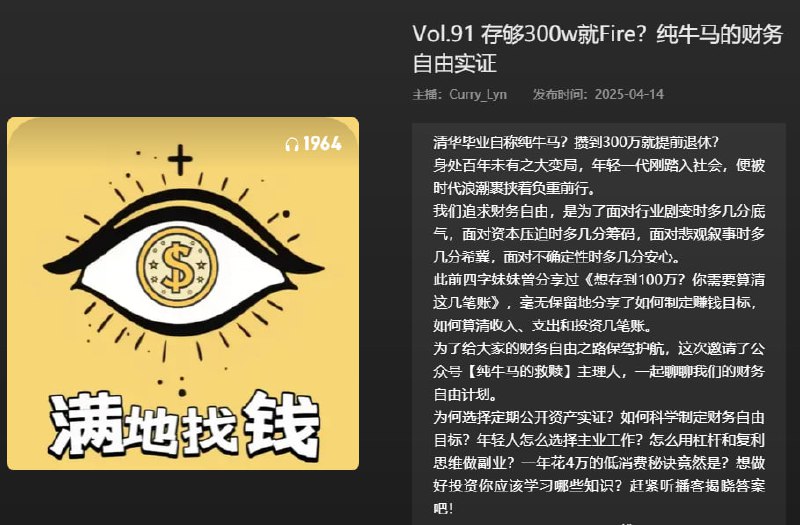 Vol.91 存够300w就Fire？纯牛马的财务
自由实证
主播：Curry_Lyn 发布时间：2025-04-14
1964
满地找钱
清华毕业自称纯牛马？攒到300万就提前退休？
身处百年未有之大变局，年轻一代刚踏入社会，便被
时代浪潮裹挟着负重前行。
我们追求财务自由，是为了面对行业剧变时多几分底
气，面对资本压迫时多几分筹码，面对悲观叙事时多
几分希冀，面对不确定性时多几分安心。
此前四字妹妹曾分享过《想存到100万？你需要算清
这几笔账》，毫无保留地分享了如何制定赚钱目标，
如何算清收入、支出和投资几笔账。
为了给大家的财务自由之路保驾护航，这次邀请了公
众号【纯牛马的救赎】主理人，一起聊聊我们的财务
自由计划。
为何选择定期公开资产实证？如何科学制定财务自由
目标？年轻人怎么选择主业工作？怎么用杠杆和复利
思维做副业？一年花4万的低消费秘诀竟然是？想做
好投资你应该学习哪些知识？赶紧听播客揭晓答案
吧！